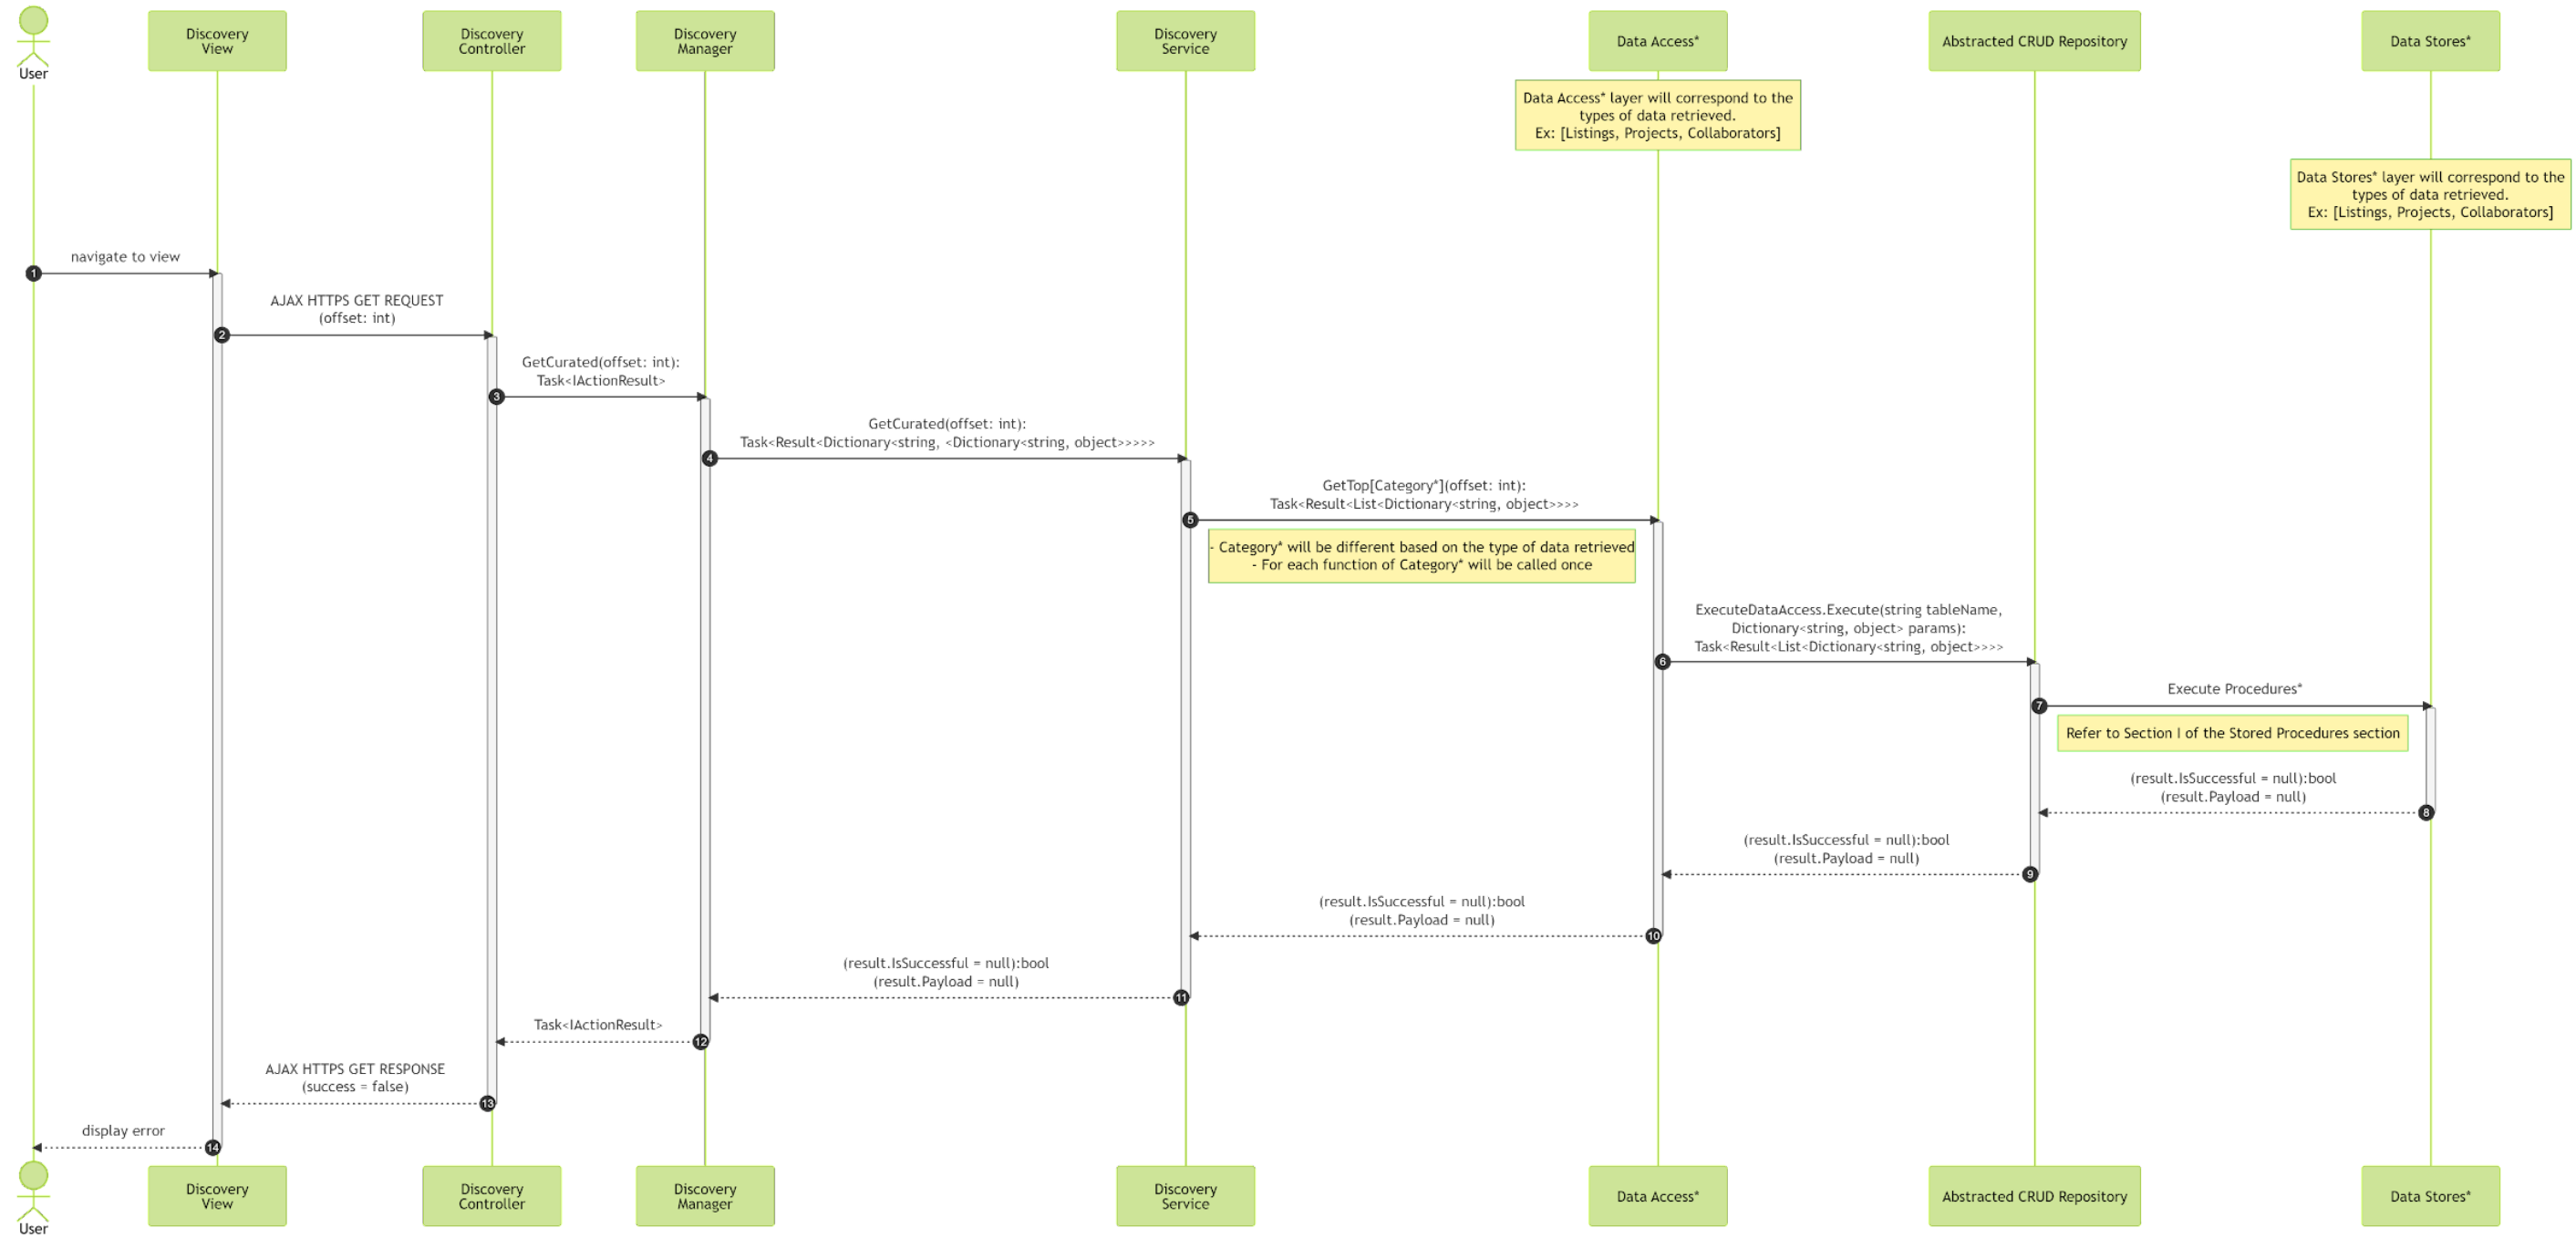 Discovery
View
Discovery
Controller
Discovery
Manager
Discovery
Service
Data Access*
Abstracted CRUD Repository
Data Stores*
User
Data Access* layer will correspond to the
types of data retrieved.
Ex: [Listings, Projects, Collaborators]
Data Stores* layer will correspond to the
types of data retrieved.
Ex: [Listings, Projects, Collaborators]
navigate to view
1
AJAX HTTPS GET REQUEST
(offset: int)
2
GetCurated(offset: int):
Task<IActionResult>
3
GetCurated(offset: int):
Task<Result<Dictionary<string, <Dictionary<string, object>>>>>
4
GetTop[Category*](offset: int):
Task<Result<List<Dictionary<string, object>>>>
5
- Category* will be different based on the type of data retrieved
- For each function of Category* will be called once
ExecuteDataAccess.Execute(string tableName,
Dictionary<string, object> params):
Task<Result<List<Dictionary<string, object>>>>
6
Execute Procedures*
7
Refer to Section I of the Stored Procedures section
(result.IsSuccessful = null):bool
(result.Payload = null)
8
(result.IsSuccessful = null):bool
(result.Payload = null)
9
(result.IsSuccessful = null):bool
(result.Payload = null)
10
(result.IsSuccessful = null):bool
(result.Payload = null)
11
Task<IActionResult>
12
AJAX HTTPS GET RESPONSE
(success = false)
13
display error
14
Discovery
View
Discovery
Controller
Discovery
Manager
Discovery
Service
Data Access*
Abstracted CRUD Repository
Data Stores*
User